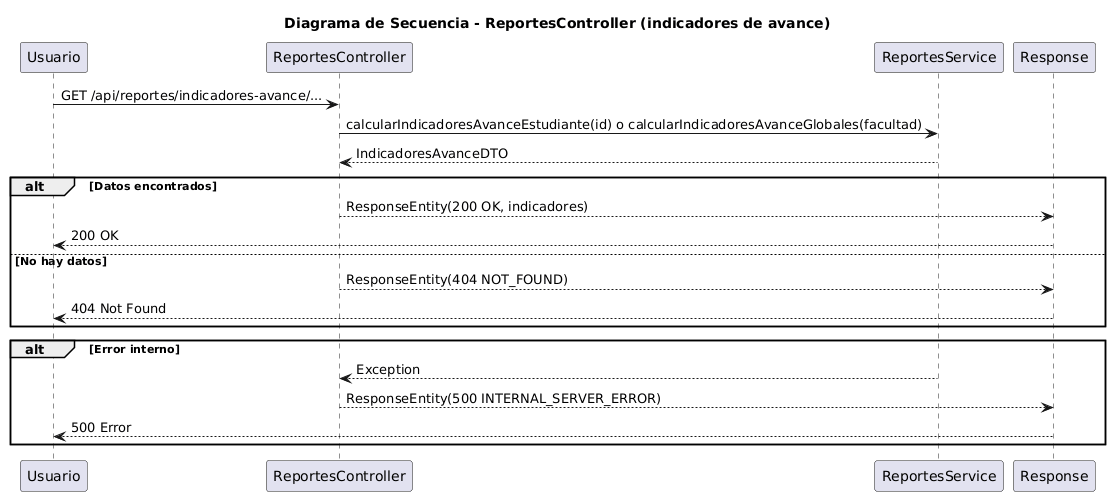 Diagrama de Secuencia - ReportesController (indicadores de avance)
Usuario
ReportesController
ReportesService
Response
GET /api/reportes/indicadores-avance/...
calcularIndicadoresAvanceEstudiante(id) o calcularIndicadoresAvanceGlobales(facultad)
IndicadoresAvanceDTO
alt
[Datos encontrados]
ResponseEntity(200 OK, indicadores)
200 OK
[No hay datos]
ResponseEntity(404 NOT_FOUND)
404 Not Found
alt
[Error interno]
Exception
ResponseEntity(500 INTERNAL_SERVER_ERROR)
500 Error
Usuario
ReportesController
ReportesService
Response